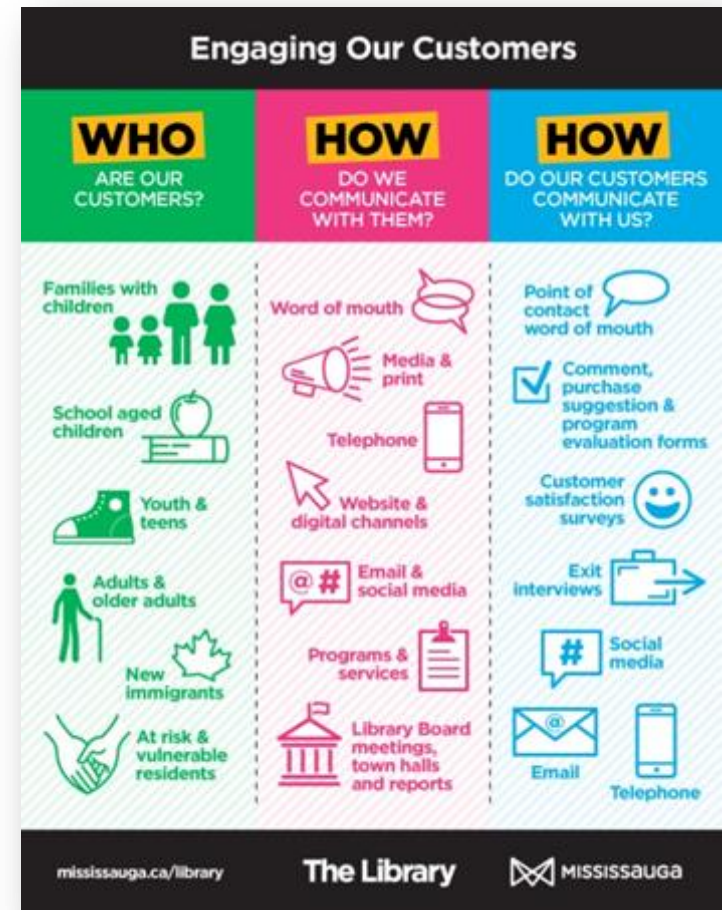 Engaging Our Customers
WHO
ARE OUR
CUSTOMERS?
Families with
children
School aged
children
Youth &
teens
Adults &
older adults
New
immigrants
At risk &
vulnerable
residents
HOW
DO WE
COMMUNICATE
WITH THEM?
Word of mouth
Media &
print
Telephone
Website &
digital channels
@ #
Email &
social media
Programs &
services
Library Board
meetings,
town halls
and reports
HOW
DO OUR CUSTOMERS
COMMUNICATE
WITH US?
Point of
contact
word of mouth
Comment,
purchase
suggestion &
program
evaluation forms
Customer
satisfaction
surveys
Exit
interviews
#
Social
media
@
Email
Telephone
mississauga.ca/library
The Library
MISSISSAUGA